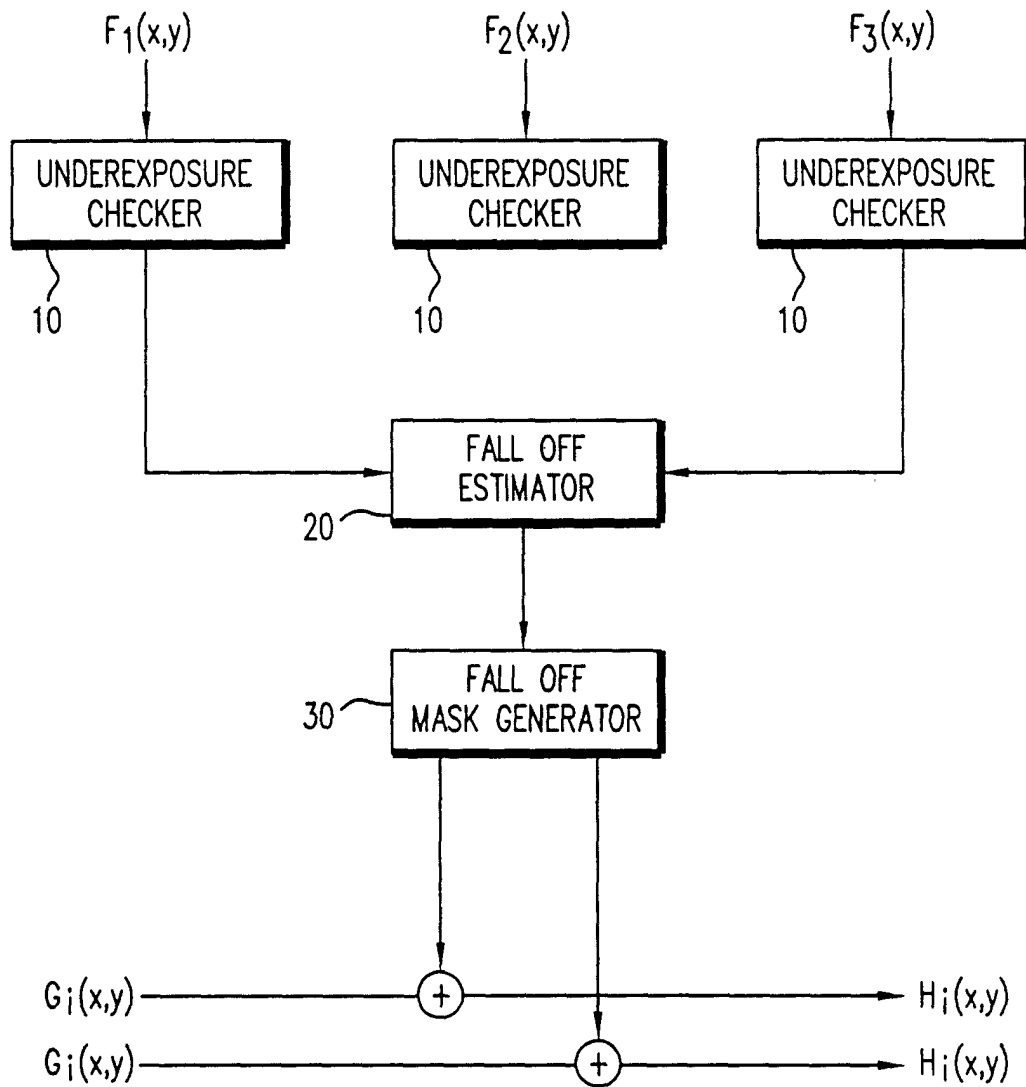 F1(x,y) F2(x,y) F3(x,y)
UNDEREXPOSURE CHECKER
UNDEREXPOSURE CHECKER
UNDEREXPOSURE CHECKER
10 10 10
FALL OFF
ESTIMATOR
20
FALL OFF
MASK GENERATOR
30
Gi(x,y) + Hi(x,y)
Gi(x,y) + Hi(x,y)